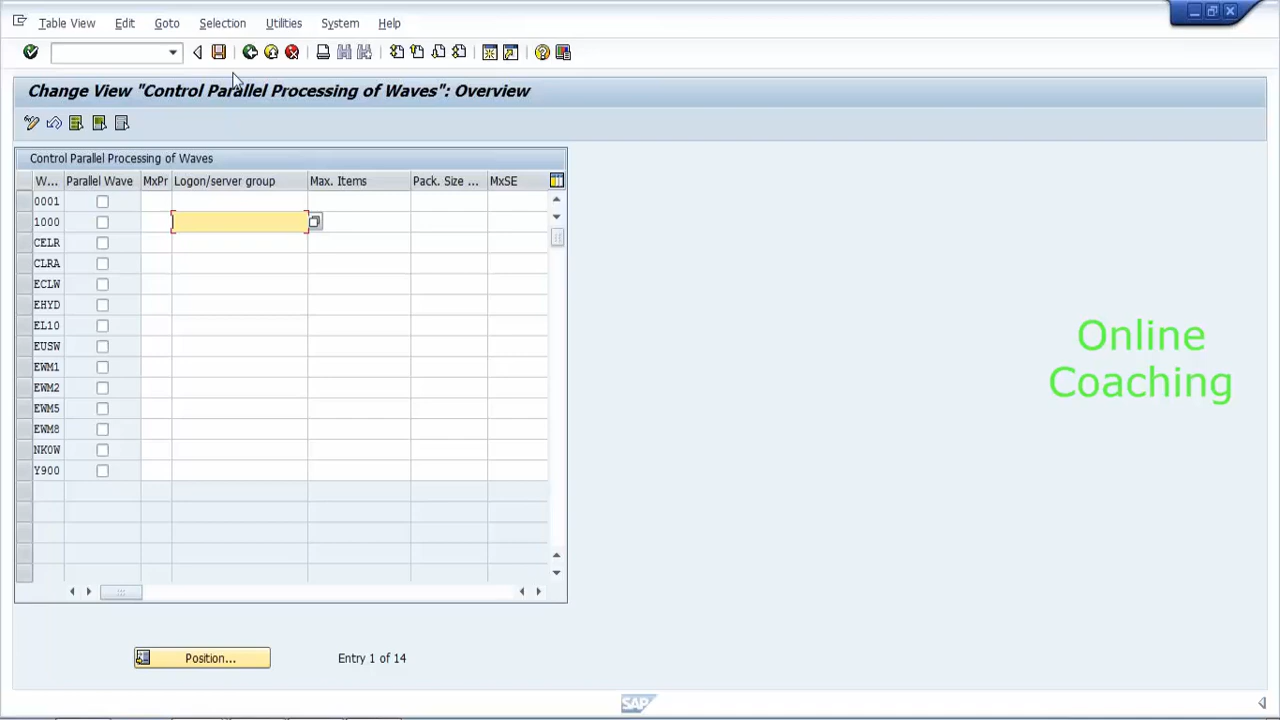 Table View Edit Goto Selection Utilities System Help
Change View "Control Parallel Processing of Waves": Overview
Control Parallel Processing of Waves
W... Parallel Wave MxPr Logon/server group Max. Items Pack. Size ... MxSE
0001
1000
CELR
CLRA
ECLW
EHYD
EL10
EUSW
EWM1
EWM2
EWM5
EWM8
NK0W
Y900
Online
Coaching
Position...
Entry 1 of 14
SAP